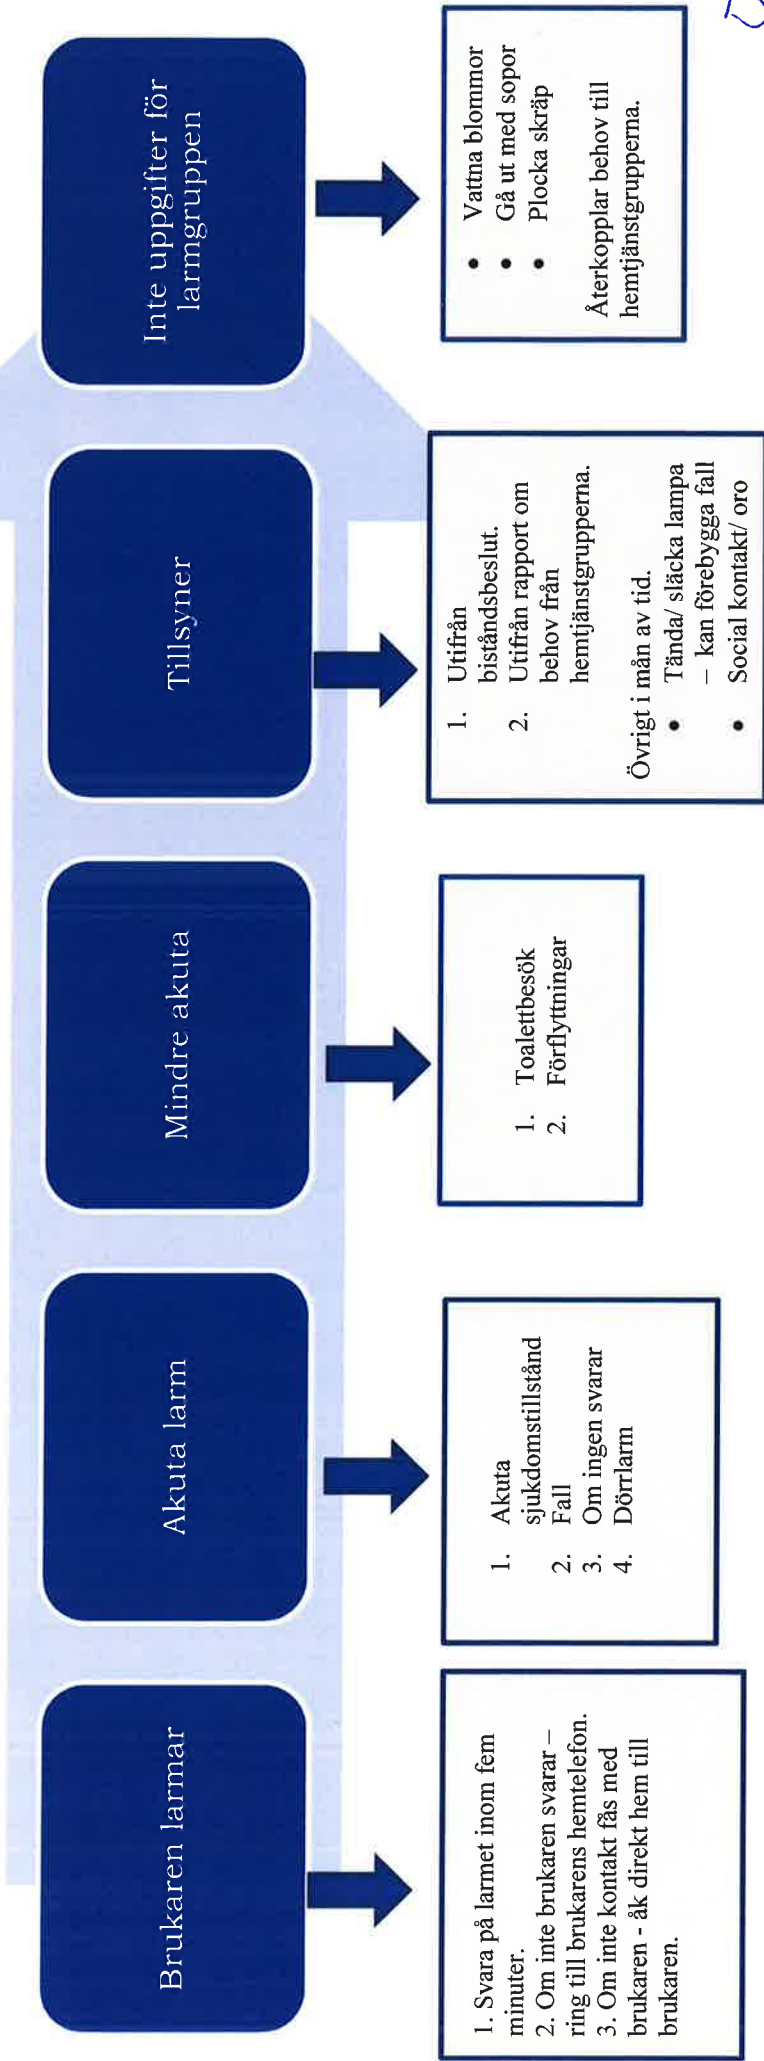 Brukaren larmar
1. Svara på larmet inom fem
minuter.
2. Om inte brukaren svarar –
ring till brukarens hemtelefon.
3. Om inte kontakt fås med
brukaren - åk direkt hem till
brukaren.
Akuta larm
1. Akuta
sjukdomstillstånd
2. Fall
3. Om ingen svarar
4. Dörrlarm
Mindre akuta
1. Toalettbesök
2. Förflyttningar
Tillsyner
1. Utifrån
biståndsbeslut.
2. Utifrån rapport om
behov från
hemtjänstgrupperna.
Övrigt i mån av tid.
• Tända/ släcka lampa
– kan förebygga fall
• Social kontakt/ oro
Inte uppgifter för
larmgruppen
• Vattna blommor
• Gå ut med sopor
• Plocka skräp
Återkopplar behov till
hemtjänstgrupperna.